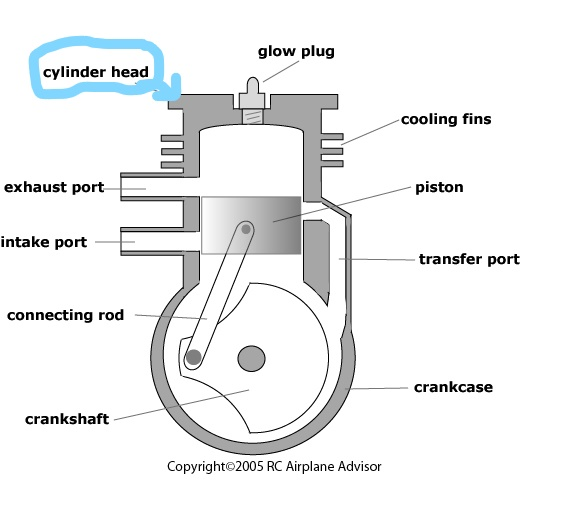 glow plug
cylinder head
cooling fins
exhaust port
piston
intake port
transfer port
connecting rod
crankcase
crankshaft
Copyright©2005 RC Airplane Advisor